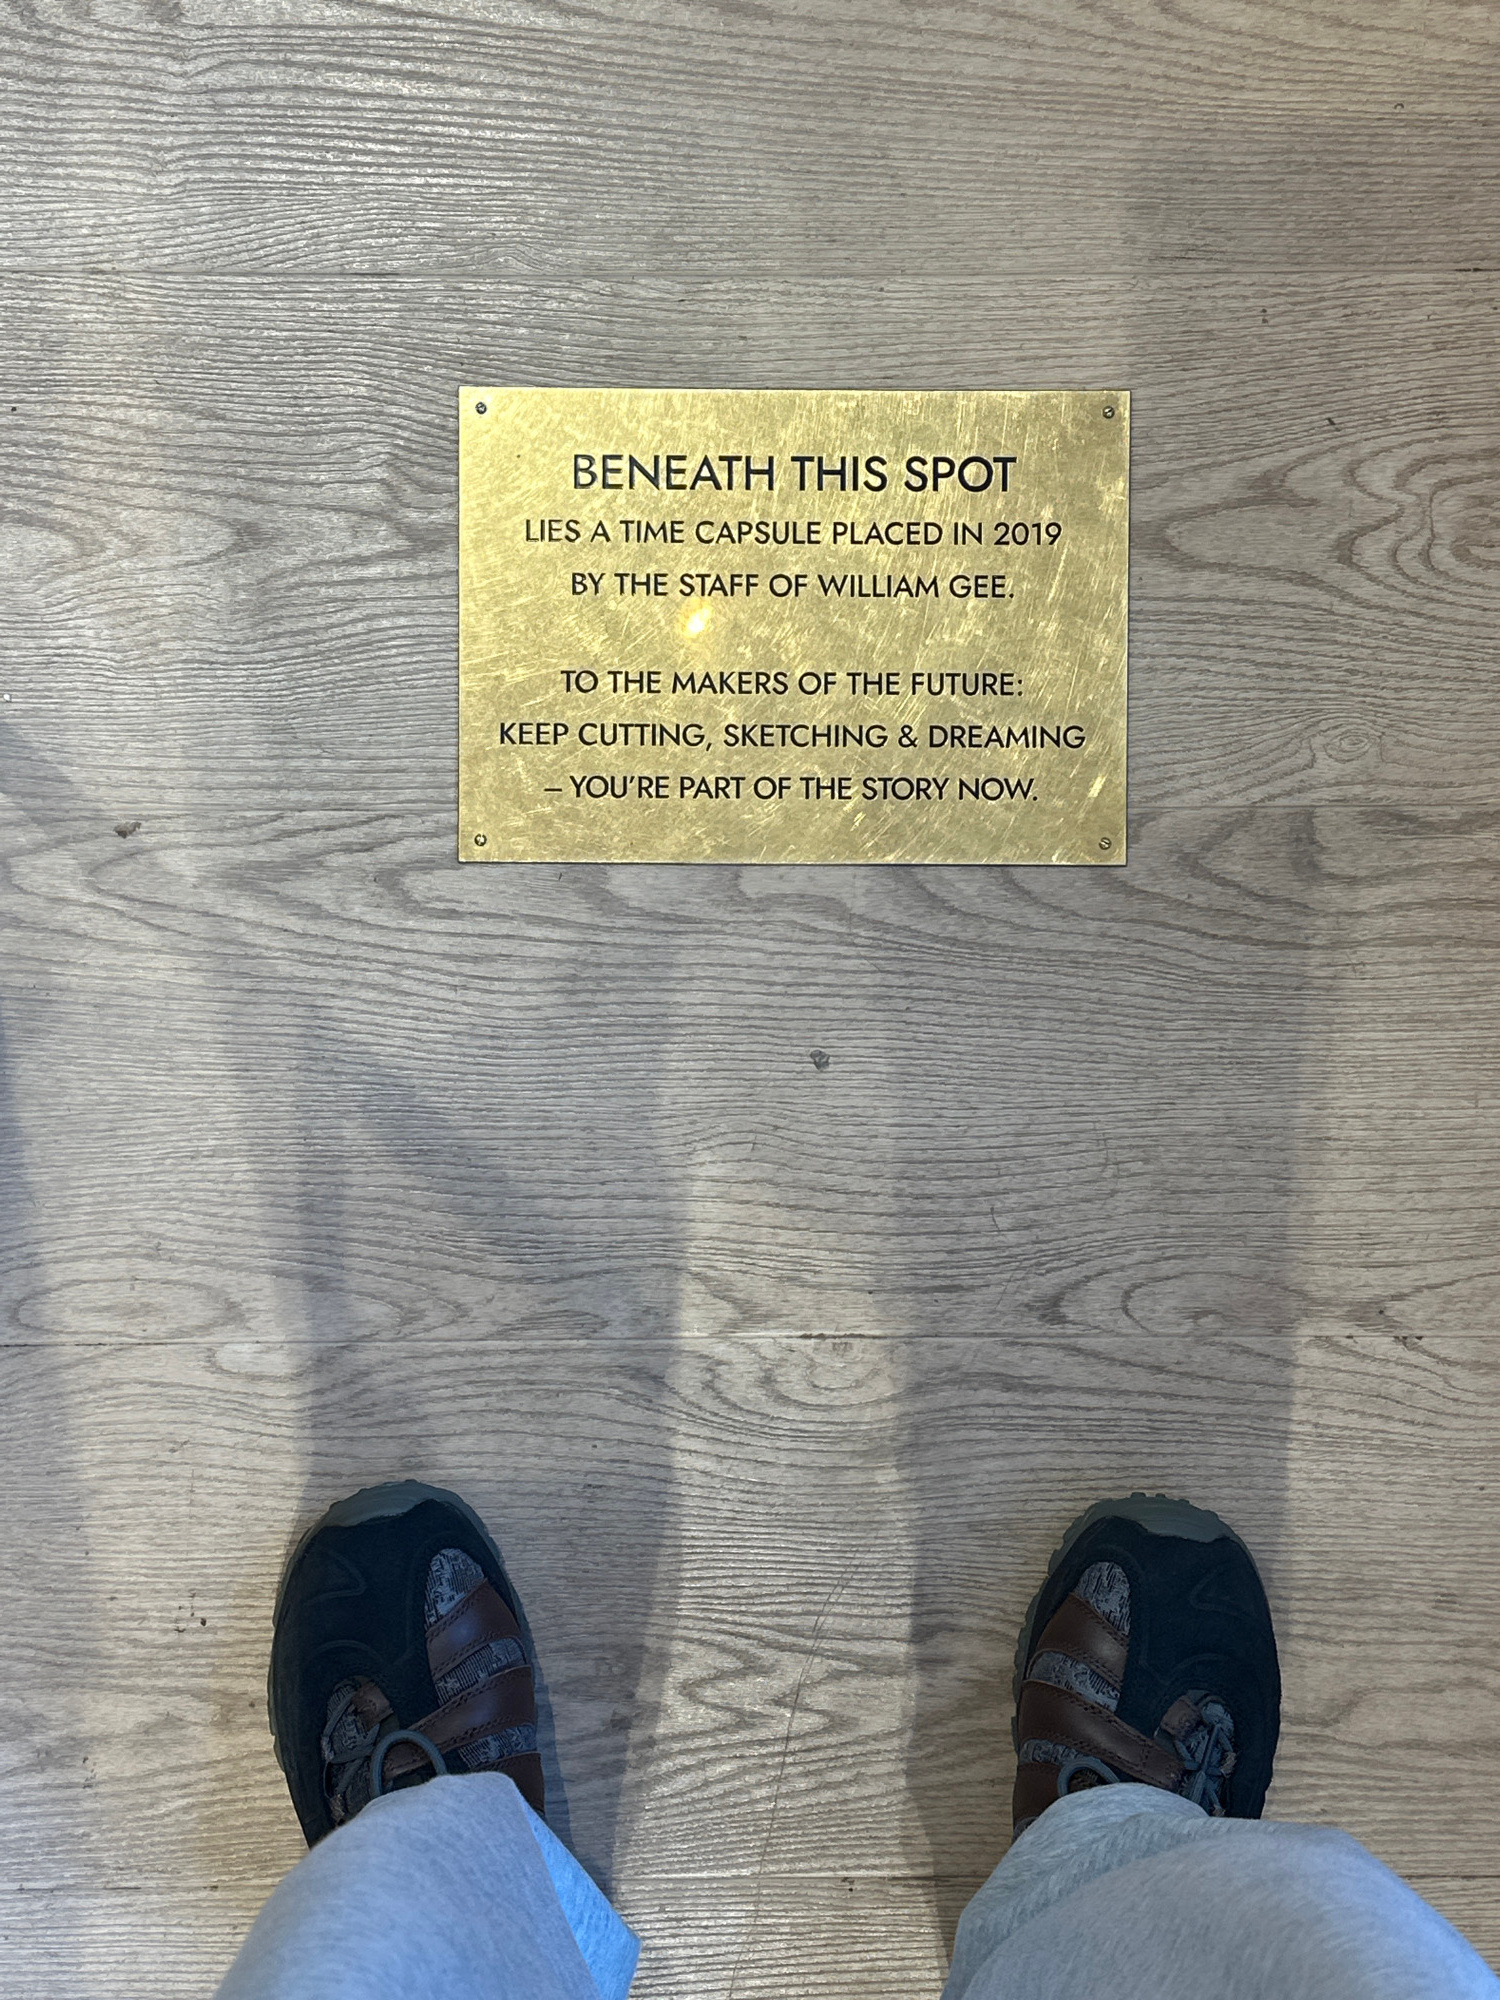 BENEATH THIS SPOT
LIES A TIME CAPSULE PLACED IN 2019
BY THE STAFF OF WILLIAM GEE.
TO THE MAKERS OF THE FUTURE:
KEEP CUTTING, SKETCHING & DREAMING
– YOU'RE PART OF THE STORY NOW.